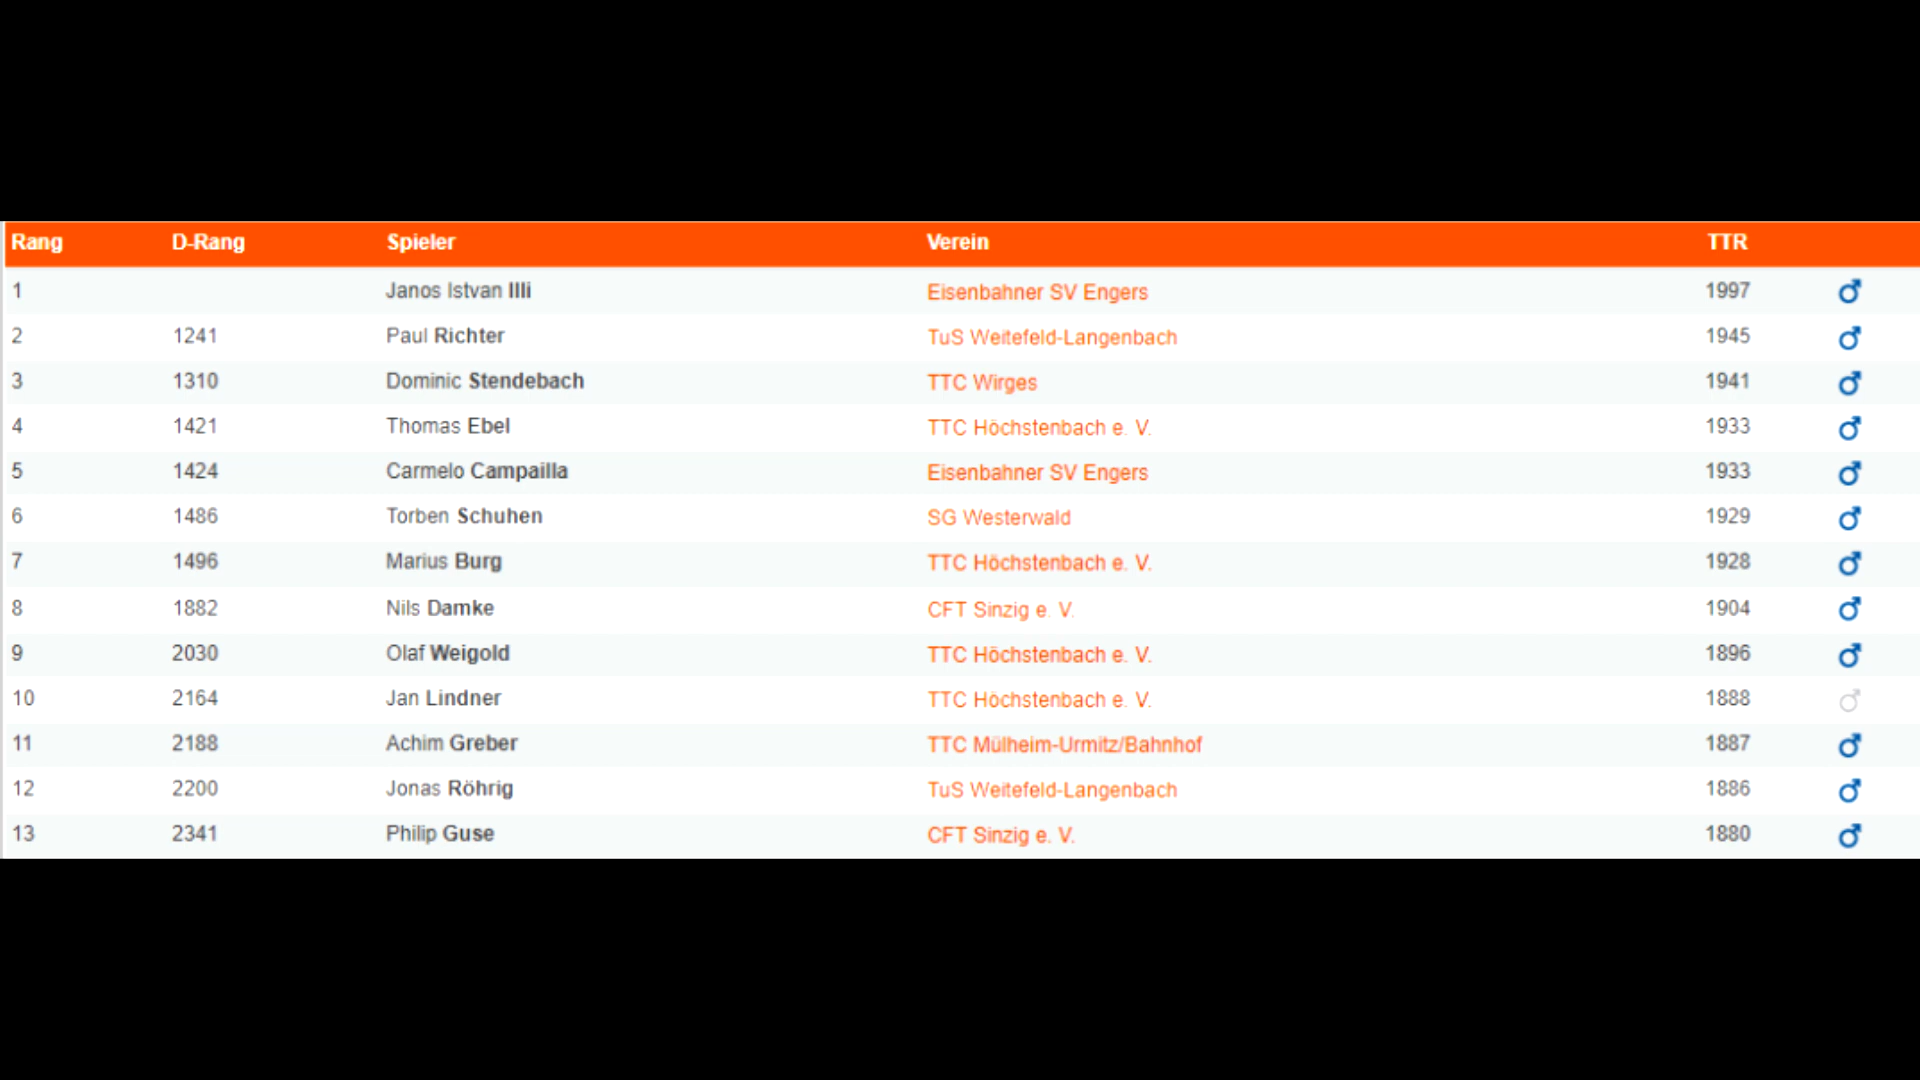 Rang D-Rang Spieler Verein TTR
1 Janos Istvan Illi Eisenbahner SV Engers 1997
2 1241 Paul Richter TuS Weitefeld-Langenbach 1945
3 1310 Dominic Stendebach TTC Wirges 1941
4 1421 Thomas Ebel TTC Höchstenbach e. V. 1933
5 1424 Carmelo Campailla Eisenbahner SV Engers 1933
6 1486 Torben Schuhen SG Westerwald 1929
7 1496 Marius Burg TTC Höchstenbach e. V. 1928
8 1882 Nils Damke CFT Sinzig e. V. 1904
9 2030 Olaf Weigold TTC Höchstenbach e. V. 1896
10 2164 Jan Lindner TTC Höchstenbach e. V. 1888
11 2188 Achim Greber TTC Mülheim-Urmitz/Bahnhof 1887
12 2200 Jonas Röhrig TuS Weitefeld-Langenbach 1886
13 2341 Philip Guse CFT Sinzig e. V. 1880